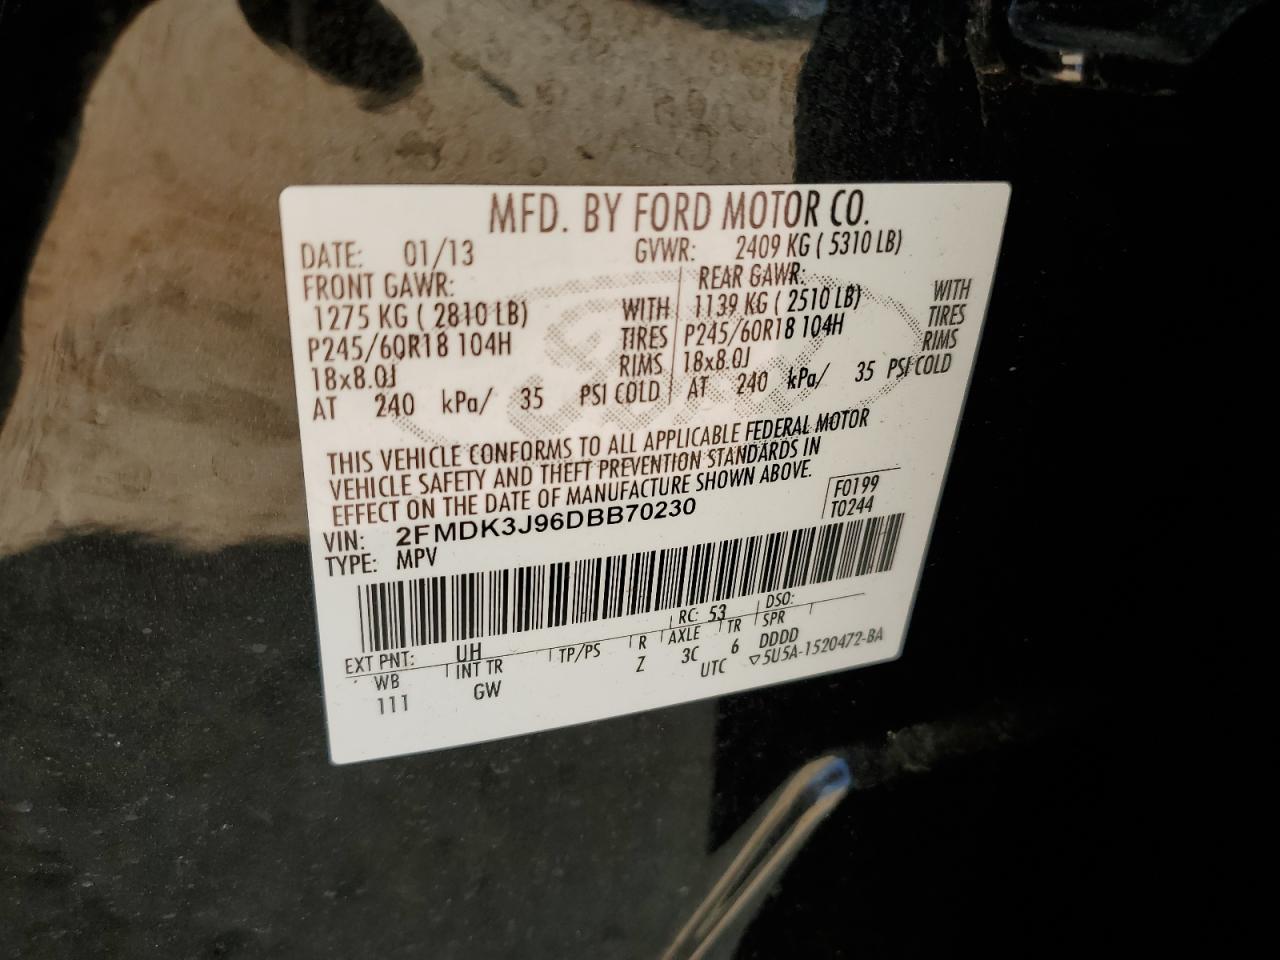 MFD. BY FORD MOTOR CO.
DATE: 01/13 GVWR: 2409 KG ( 5310 LB)
FRONT GAWR: REAR GAWR:
1275 KG ( 2810 LB) WITH 1139 KG ( 2510 LB) WITH
P245/60R18 104H TIRES P245/60R18 104H TIRES
18x8.0J RIMS 18x8.0J RIMS
AT 240 kPa/ 35 PSI COLD AT 240 kPa/ 35 PSI COLD
THIS VEHICLE CONFORMS TO ALL APPLICABLE FEDERAL MOTOR
VEHICLE SAFETY AND THEFT PREVENTION STANDARDS IN
EFFECT ON THE DATE OF MANUFACTURE SHOWN ABOVE.
F0199
VIN: 2FMDK3J96DBB70230 T0244
TYPE: MPV
EXT PNT: UH RC: 53 DSO:
WB INT TR TP/PS R AXLE TR SPR
111 GW Z 3C 6 DDDD
UTC ▽5U5A-1520472-BA